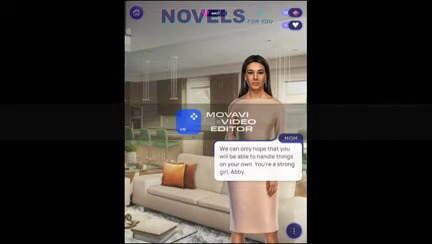 NOVELS
FOR YOU
MOVAVI
VIDEO
EDITOR
MOM
We can only hope that you
will be able to handle things
on your own. You're a strong
girl, Abby.